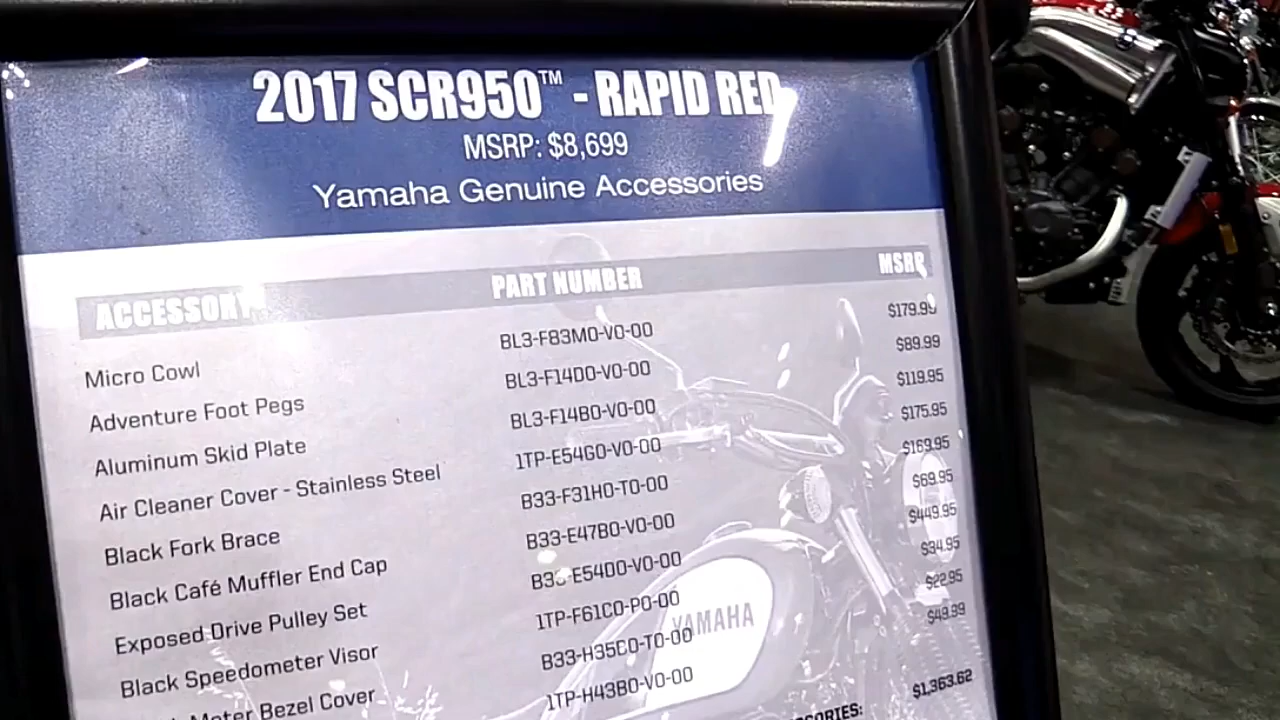 2017 SCR950™ - RAPID RED
MSRP: $8,699
Yamaha Genuine Accessories
ACCESSORY PART NUMBER MSRP
Micro Cowl BL3-F83M0-V0-00 $179.99
Adventure Foot Pegs BL3-F14D0-V0-00 $89.99
Aluminum Skid Plate BL3-F14B0-V0-00 $119.95
Air Cleaner Cover - Stainless Steel 1TP-E54G0-V0-00 $175.95
Black Fork Brace B33-F31H0-T0-00 $169.95
Black Café Muffler End Cap B33-E47B0-V0-00 $69.95
Exposed Drive Pulley Set B33-E54D0-V0-00 $449.95
Black Speedometer Visor 1TP-F61C0-P0-00 $34.95
Meter Bezel Cover B33-H35C0-T0-00 $22.95
1TP-H43B0-V0-00 $49.99
$1,363.62
YAMAHA